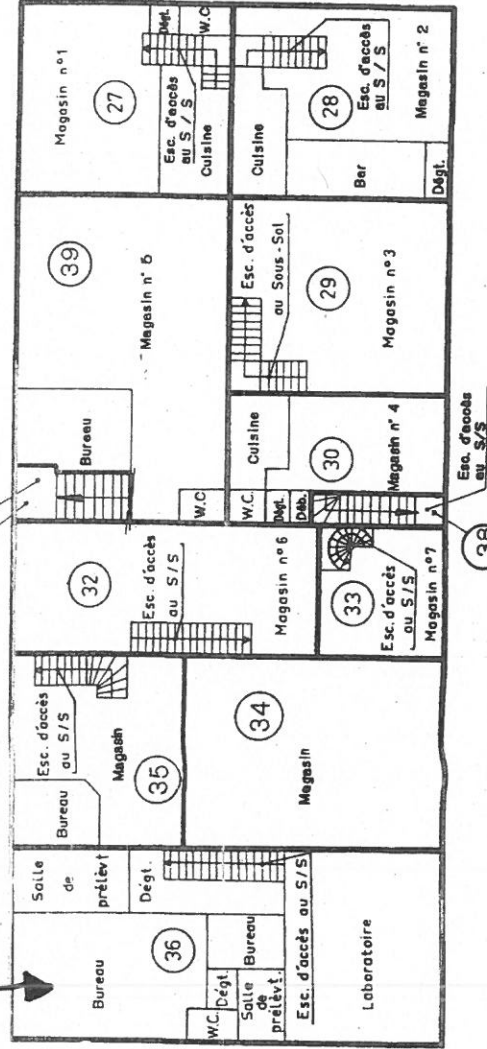 Bureau
36
W.C.
Dégt.
Salle
de
prélèvt.
Bureau
Salle
de
prélèvt
Dégt.
Esc. d'accès au S/S
Laboratoire
Bureau
Esc. d'accès
au S/S
Magasin
35
34
Magasin
32
Esc. d'accès
au S/S
Magasin n°6
33
Esc. d'accès
au S/S
Magasin n°7
Bureau
39
Magasin n° 5
W.C
W.C.
Dégt.
Déb.
Cuisine
30
Magasin n° 4
Esc. d'accès
au S/S
38
Esc. d'accès
au Sous-Sol
29
Magasin n° 3
Magasin n°1
27
Dégt.
W.C
Esc. d'accès
au S/S
Cuisine
Cuisine
28
Esc. d'accès
au S/S
Magasin n° 2
Bar
Dégt.